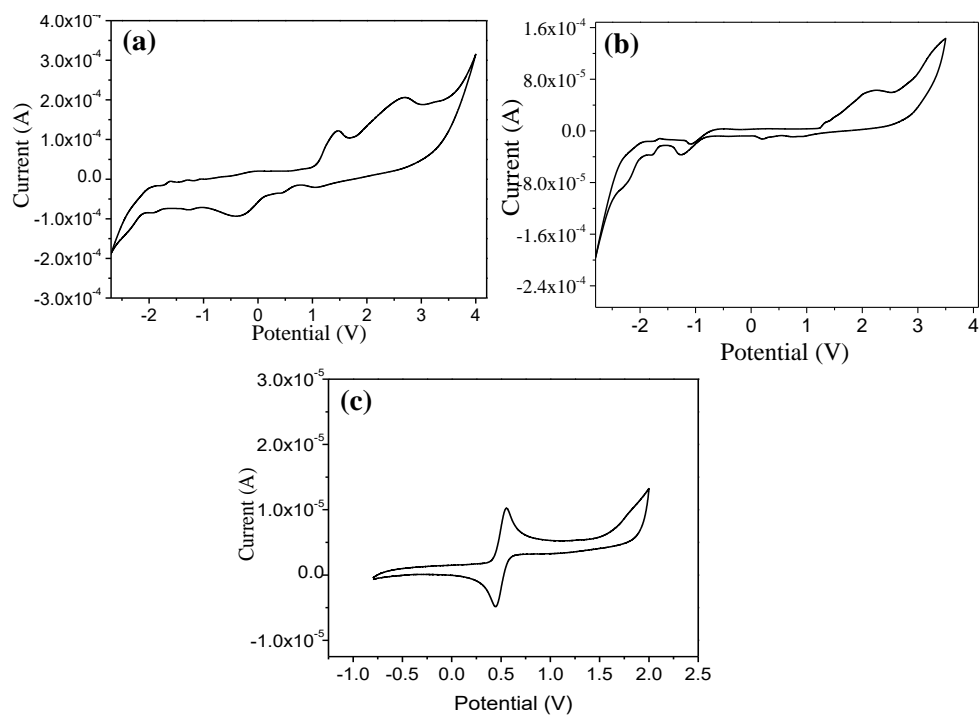 (a)
4.0x10⁻⁴
3.0x10⁻⁴
2.0x10⁻⁴
1.0x10⁻⁴
0.0
-1.0x10⁻⁴
-2.0x10⁻⁴
-3.0x10⁻⁴
Current (A)
-2 -1 0 1 2 3 4
Potential (V)
(b)
1.6x10⁻⁴
8.0x10⁻⁵
0.0
-8.0x10⁻⁵
-1.6x10⁻⁴
-2.4x10⁻⁴
Current (A)
-2 -1 0 1 2 3 4
Potential (V)
(c)
3.0x10⁻⁵
2.0x10⁻⁵
1.0x10⁻⁵
0.0
-1.0x10⁻⁵
Current (A)
-1.0 -0.5 0.0 0.5 1.0 1.5 2.0 2.5
Potential (V)